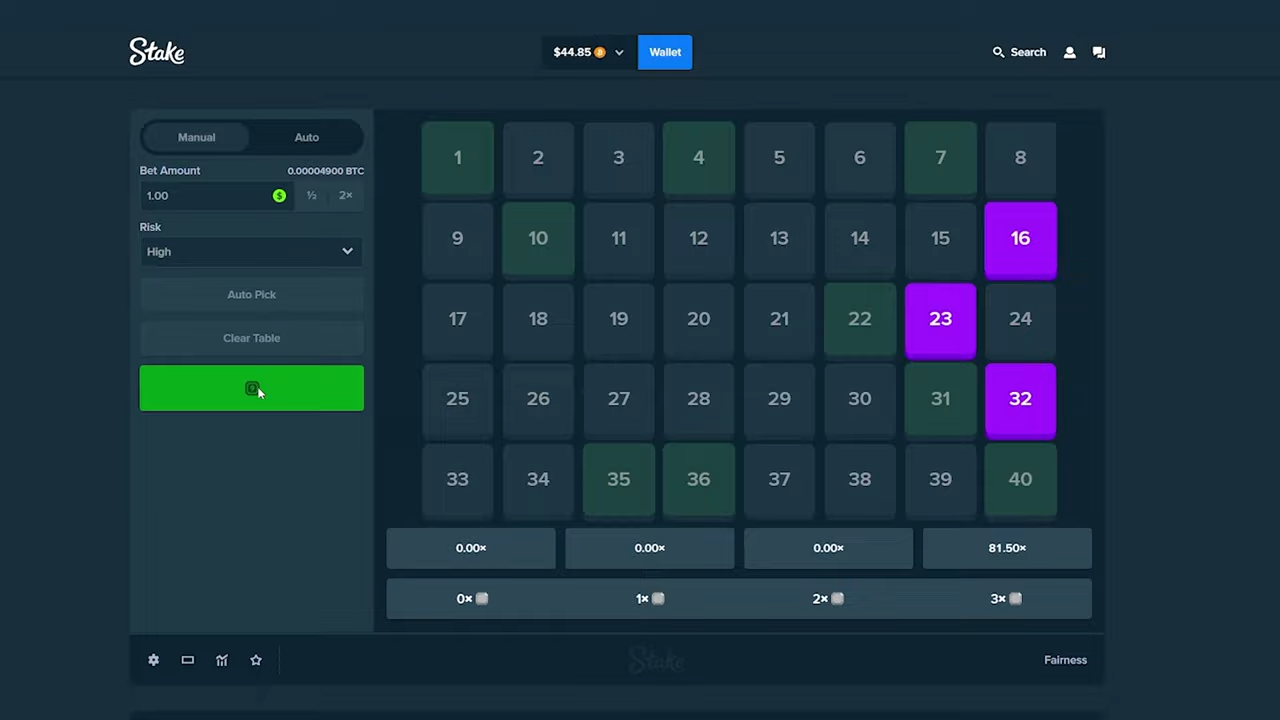 Stake
$44.85
Wallet
Search
Manual
Auto
Bet Amount
0.00004900 BTC
1.00
½
2×
Risk
High
Auto Pick
Clear Table
1 2 3 4 5 6 7 8
9 10 11 12 13 14 15 16
17 18 19 20 21 22 23 24
25 26 27 28 29 30 31 32
33 34 35 36 37 38 39 40
0.00× 0.00× 0.00× 81.50×
0× 1× 2× 3×
Stake
Fairness